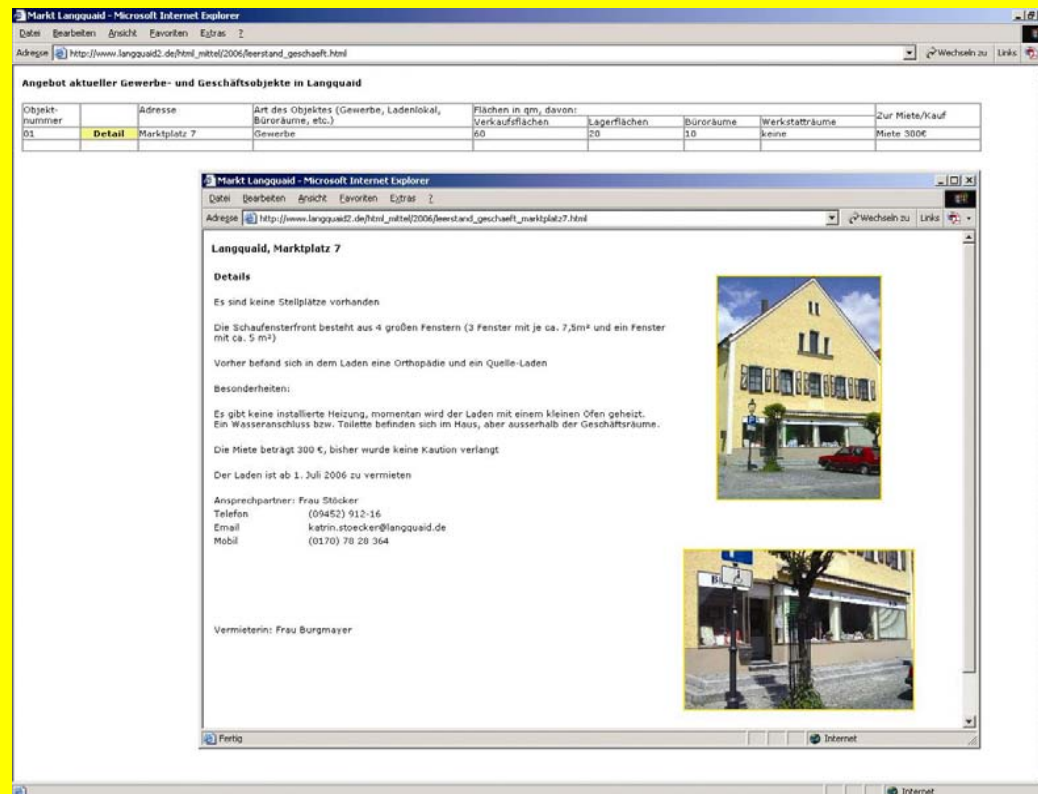 Markt Langquaid - Microsoft Internet Explorer
Datei Bearbeiten Ansicht Favoriten Extras ?
Adresse http://www.langquaid2.de/html_mittel/2006/leerstand_geschaeft.html Wechseln zu Links
Angebot aktueller Gewerbe- und Geschäftsobjekte in Langquaid
Objekt-nummer Adresse Art des Objektes (Gewerbe, Ladenlokal, Büroräume, etc.) Flächen in qm, davon: Zur Miete/Kauf
Verkaufsflächen Lagerflächen Büroräume Werkstatträume
01 Detail Marktplatz 7 Gewerbe 60 20 10 keine Miete 300€
Markt Langquaid - Microsoft Internet Explorer
Datei Bearbeiten Ansicht Favoriten Extras ?
Adresse http://www.langquaid2.de/html_mittel/2006/leerstand_geschaeft_marktplatz7.html Wechseln zu Links
Langquaid, Marktplatz 7
Details
Es sind keine Stellplätze vorhanden
Die Schaufensterfront besteht aus 4 großen Fenstern (3 Fenster mit je ca. 7,5m² und ein Fenster
mit ca. 5 m²)
Vorher befand sich in dem Laden eine Orthopädie und ein Quelle-Laden
Besonderheiten:
Es gibt keine installierte Heizung, momentan wird der Laden mit einem kleinen Ofen geheizt.
Ein Wasseranschluss bzw. Toilette befinden sich im Haus, aber ausserhalb der Geschäftsräume.
Die Miete beträgt 300 €, bisher wurde keine Kaution verlangt
Der Laden ist ab 1. Juli 2006 zu vermieten
Ansprechpartner: Frau Stöcker
Telefon (09452) 912-16
Email katrin.stoecker@langquaid.de
Mobil (0170) 78 28 364
Vermieterin: Frau Burgmayer
Fertig Internet
Internet